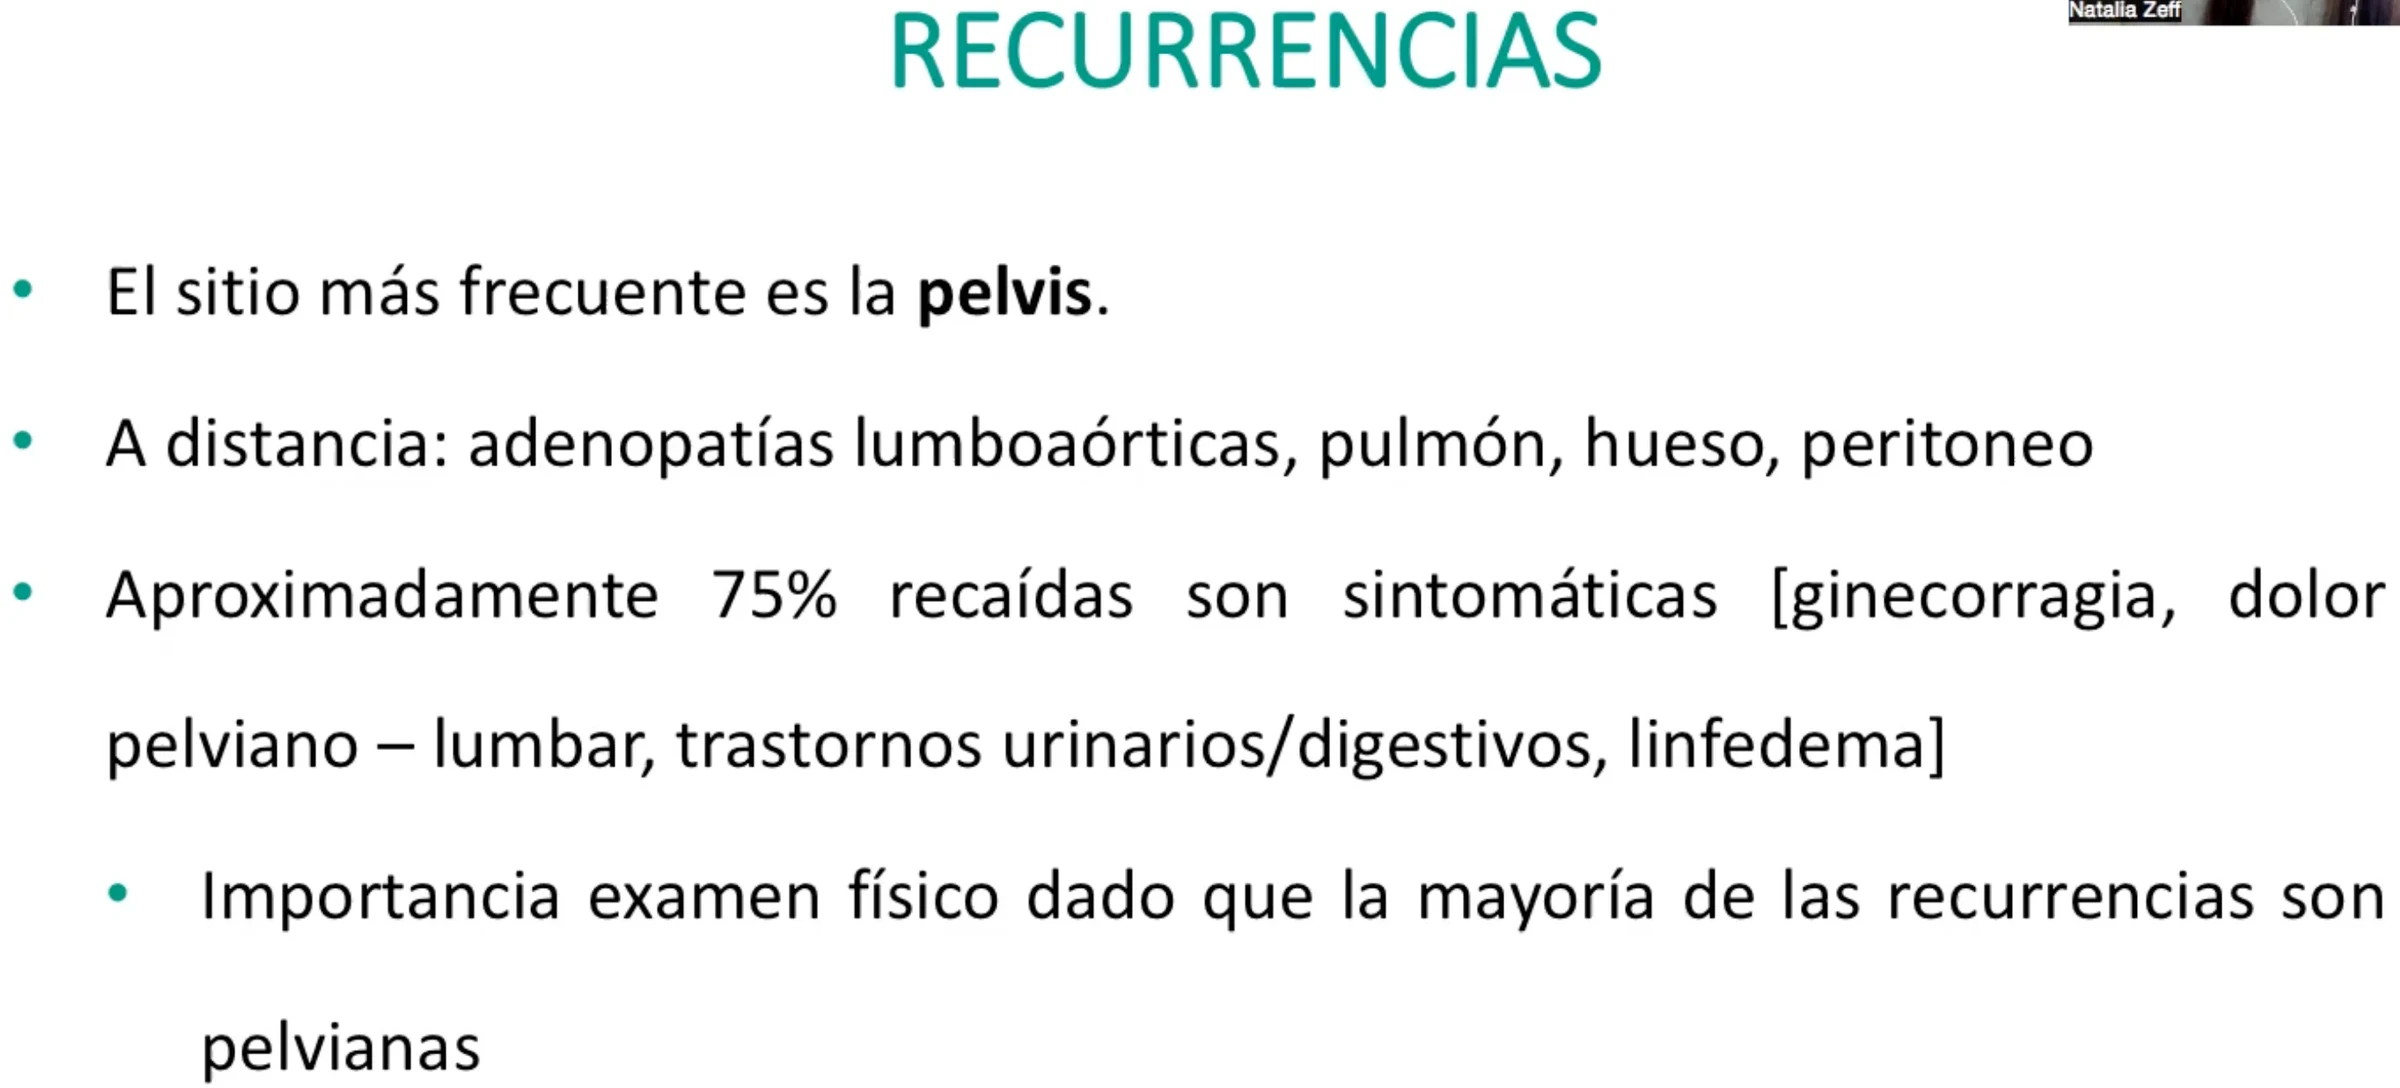 Natalia Zeff
RECURRENCIAS
• El sitio más frecuente es la pelvis.
• A distancia: adenopatías lumboaórticas, pulmón, hueso, peritoneo
• Aproximadamente 75% recaídas son sintomáticas [ginecorragia, dolor
pelviano – lumbar, trastornos urinarios/digestivos, linfedema]
• Importancia examen físico dado que la mayoría de las recurrencias son
pelvianas